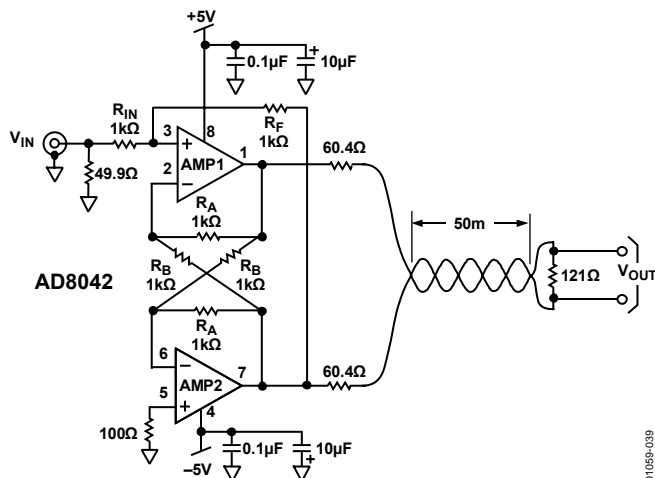 +5V
0.1µF
+
10µF
RIN
1kΩ
RF
1kΩ
VIN
3
+
8
AMP1
1
2
–
49.9Ω
60.4Ω
RA
1kΩ
50m
RB
1kΩ
RB
1kΩ
121Ω
VOUT
AD8042
RA
1kΩ
6
–
7
AMP2
60.4Ω
5
+
4
100Ω
0.1µF
10µF
+
–5V
01059-039